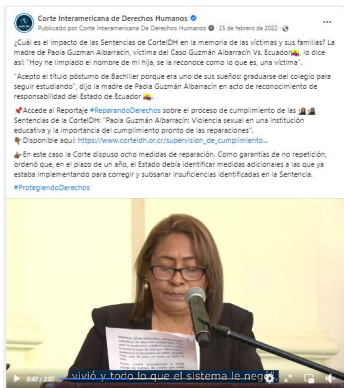 Corte Interamericana de Derechos Humanos
Publicado por Corte Interamericana De Derechos Humanos · 25 de febrero de 2022 ·
¿Cuál es el impacto de las Sentencias de CorteIDH en la memoria de las víctimas y sus familias? La
madre de Paola Guzmán Albarracín, víctima del Caso Guzmán Albarracín Vs. Ecuador, lo dice
así: "Hoy he limpiado el nombre de mi hija, se la reconoce como lo que es, una víctima".
"Acepto el título póstumo de Bachiller porque era uno de sus sueños: graduarse del colegio para
seguir estudiando", dijo la madre de Paola Guzmán Albarracín en acto de reconocimiento de
responsabilidad del Estado de Ecuador
Accede al Reportaje #ReparandoDerechos sobre el proceso de cumplimiento de las
Sentencias de la CorteIDH: "Paola Guzmán Albarracín: Violencia sexual en una institución
educativa y la importancia del cumplimiento pronto de las reparaciones".
Disponible aquí: https://www.corteidh.or.cr/supervision_de_cumplimiento...
En este caso la Corte dispuso ocho medidas de reparación. Como garantías de no repetición,
ordenó que, en el plazo de un año, el Estado debía identificar medidas adicionales a las que ya
estaba implementando para corregir y subsanar insuficiencias identificadas en la Sentencia.
#ProtegiendoDerechos
vivió y todo lo que el sistema le negó"
0:47 / 2:07